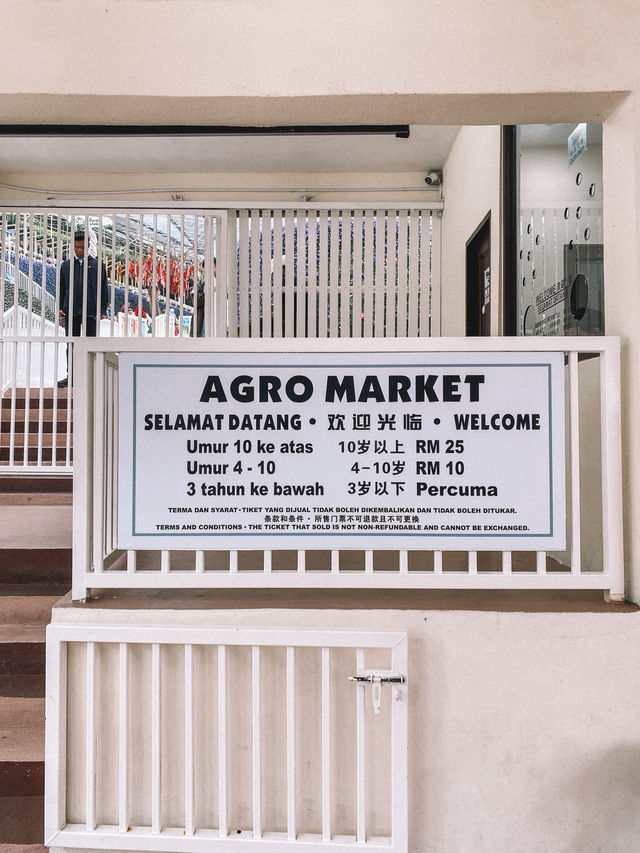 AGRO MARKET
SELAMAT DATANG • 欢迎光临 • WELCOME
Umur 10 ke atas 10岁以上 RM 25
Umur 4 - 10 4-10岁 RM 10
3 tahun ke bawah 3岁以下 Percuma
TERMA DAN SYARAT • TIKET YANG DIJUAL TIDAK BOLEH DIKEMBALIKAN DAN TIDAK BOLEH DITUKAR.
条款和条件 • 所售门票不可退款且不可更换
TERMS AND CONDITIONS • THE TICKET THAT SOLD IS NOT NON-REFUNDABLE AND CANNOT BE EXCHANGED.